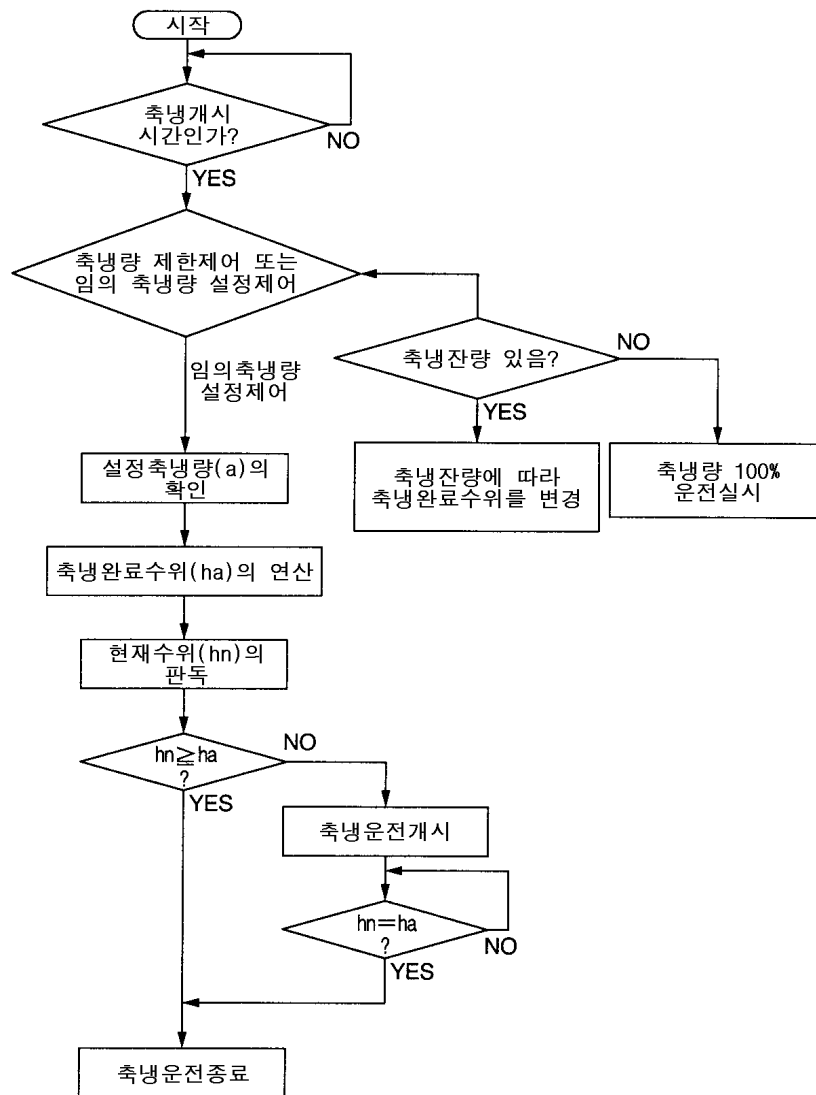 시작
축냉개시
시간인가?
NO
YES
축냉량 제한제어 또는
임의 축냉량 설정제어
축냉잔량 있음?
NO
YES
임의축냉량
설정제어
설정축냉량(a)의
확인
축냉잔량에 따라
축냉완료수위를 변경
축냉량 100%
운전실시
축냉완료수위(ha)의 연산
현재수위(hn)의
판독
hn≧ha
?
NO
YES
축냉운전개시
hn=ha
?
NO
YES
축냉운전종료